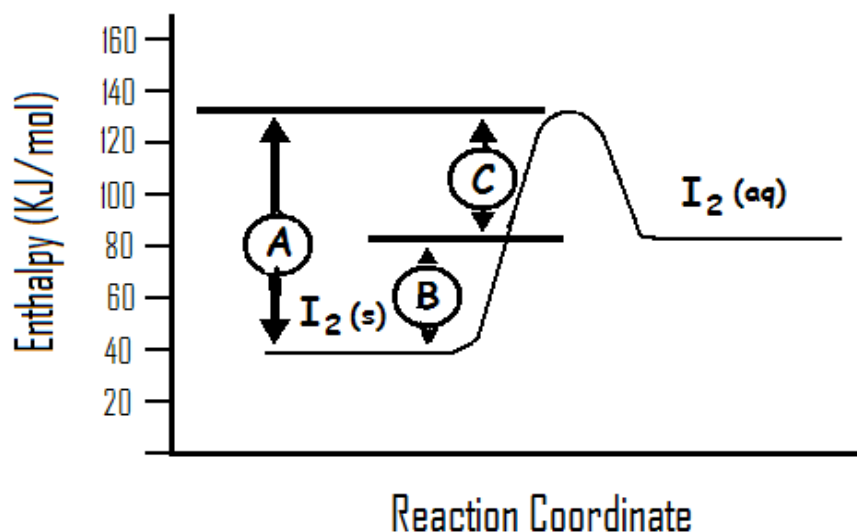 160
140
120
100
80
60
40
20
Enthalpy (KJ/mol)
A
B
C
I2 (s)
I2 (aq)
Reaction Coordinate